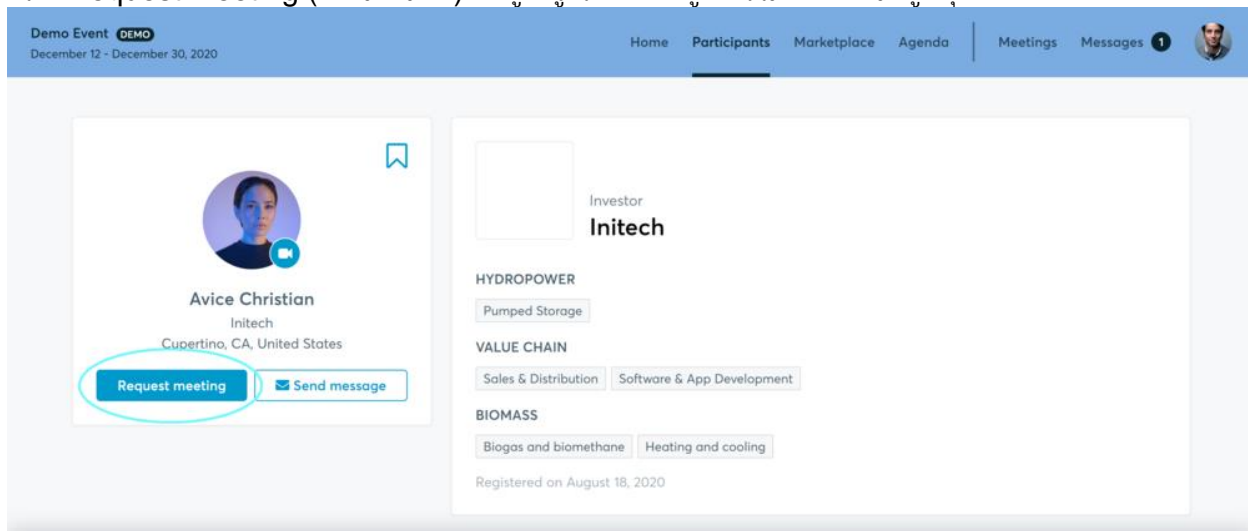 Request Meeting
Demo Event DEMO
December 12 - December 30, 2020
Home Participants Marketplace Agenda Meetings Messages 1
Avice Christian
Initech
Cupertino, CA, United States
Request meeting Send message
Investor
Initech
HYDROPOWER
Pumped Storage
VALUE CHAIN
Sales & Distribution Software & App Development
BIOMASS
Biogas and biomethane Heating and cooling
Registered on August 18, 2020